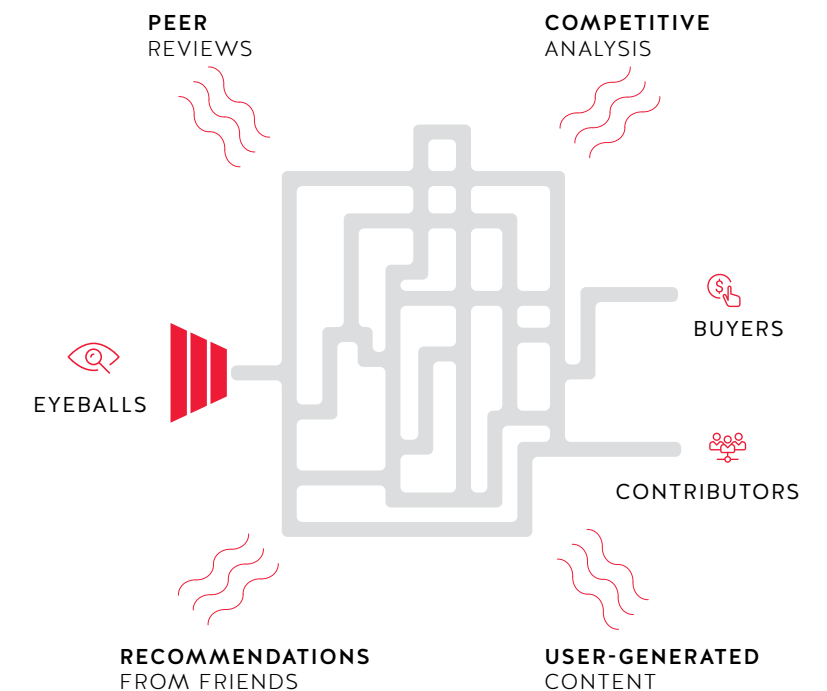 PEER
REVIEWS
COMPETITIVE
ANALYSIS
$
BUYERS
EYEBALLS
CONTRIBUTORS
RECOMMENDATIONS
FROM FRIENDS
USER-GENERATED
CONTENT